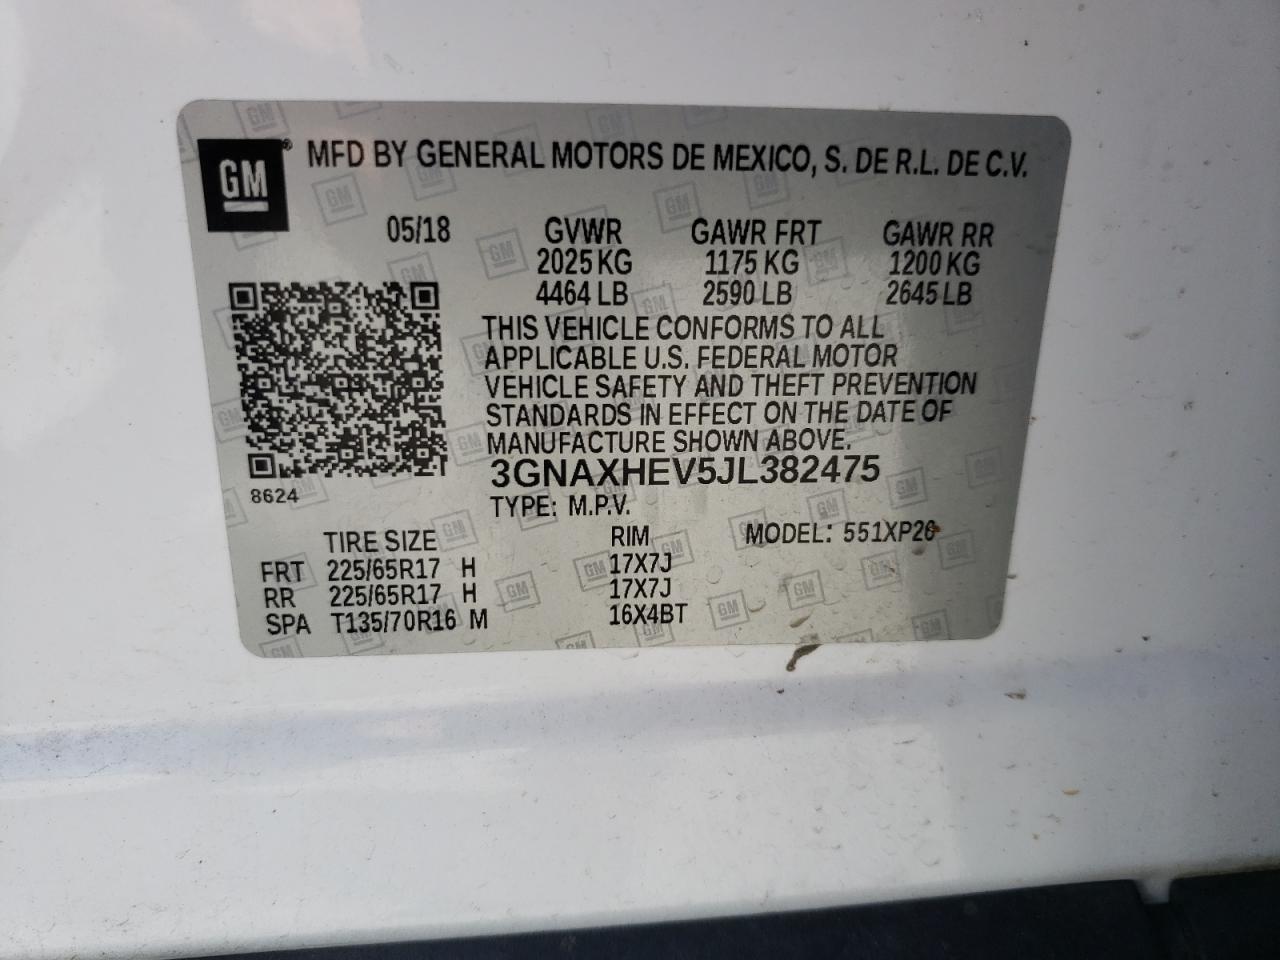 GM ® MFD BY GENERAL MOTORS DE MEXICO, S. DE R.L. DE C.V.
05/18 GVWR GAWR FRT GAWR RR
2025 KG 1175 KG 1200 KG
4464 LB 2590 LB 2645 LB
THIS VEHICLE CONFORMS TO ALL
APPLICABLE U.S. FEDERAL MOTOR
VEHICLE SAFETY AND THEFT PREVENTION
STANDARDS IN EFFECT ON THE DATE OF
MANUFACTURE SHOWN ABOVE.
3GNAXHEV5JL382475
8624
TYPE: M.P.V.
TIRE SIZE RIM MODEL: 551XP26
FRT 225/65R17 H 17X7J
RR 225/65R17 H 17X7J
SPA T135/70R16 M 16X4BT